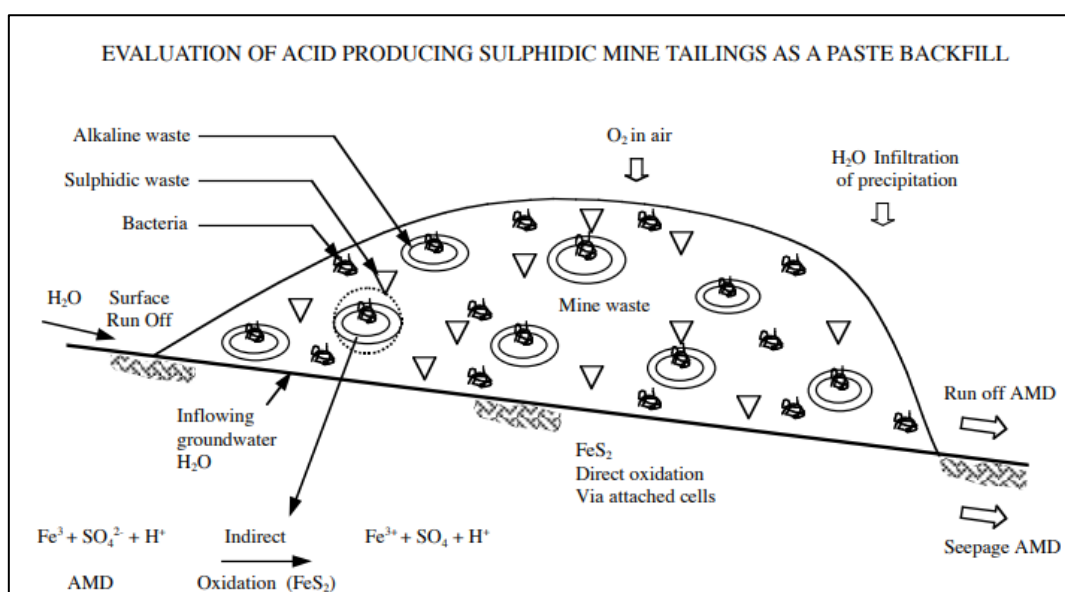 EVALUATION OF ACID PRODUCING SULPHIDIC MINE TAILINGS AS A PASTE BACKFILL
Alkaline waste
Sulphidic waste
Bacteria
O₂ in air
H₂O Infiltration
of precipitation
H₂O Surface
Run Off
Mine waste
Inflowing
groundwater
H₂O
FeS₂
Direct oxidation
Via attached cells
Run off AMD
Seepage AMD
Fe³ + SO₄²⁻ + H⁺
Indirect
Fe³⁺ + SO₄ + H⁺
AMD
Oxidation (FeS₂)